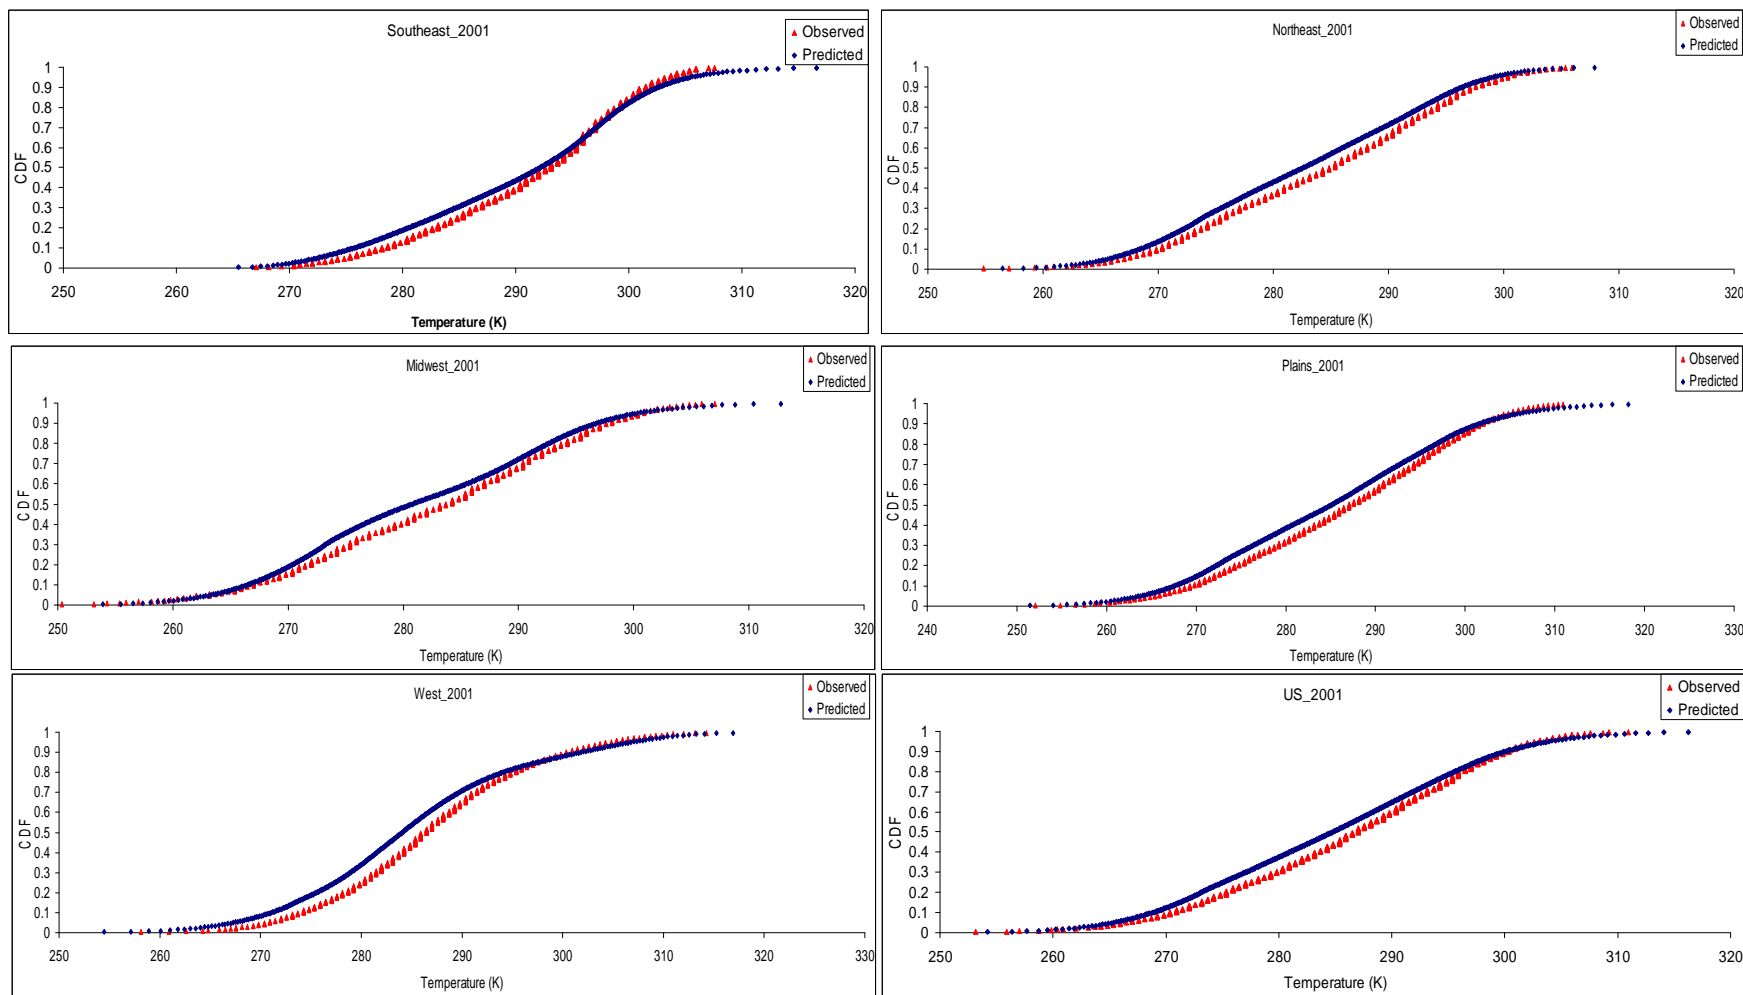 Southeast_2001
Observed
Predicted
1
0.9
0.8
0.7
0.6
0.5
0.4
0.3
0.2
0.1
0
CDF
250 260 270 280 290 300 310 320
Temperature (K)
Northeast_2001
Observed
Predicted
1
0.9
0.8
0.7
0.6
0.5
0.4
0.3
0.2
0.1
0
CDF
250 260 270 280 290 300 310 320
Temperature (K)
Midwest_2001
Observed
Predicted
1
0.9
0.8
0.7
0.6
0.5
0.4
0.3
0.2
0.1
0
CDF
250 260 270 280 290 300 310 320
Temperature (K)
Plains_2001
Observed
Predicted
1
0.9
0.8
0.7
0.6
0.5
0.4
0.3
0.2
0.1
0
CDF
240 250 260 270 280 290 300 310 320 330
Temperature (K)
West_2001
Observed
Predicted
1
0.9
0.8
0.7
0.6
0.5
0.4
0.3
0.2
0.1
0
CDF
250 260 270 280 290 300 310 320 330
Temperature (K)
US_2001
Observed
Predicted
1
0.9
0.8
0.7
0.6
0.5
0.4
0.3
0.2
0.1
0
CDF
250 260 270 280 290 300 310 320
Temperature (K)